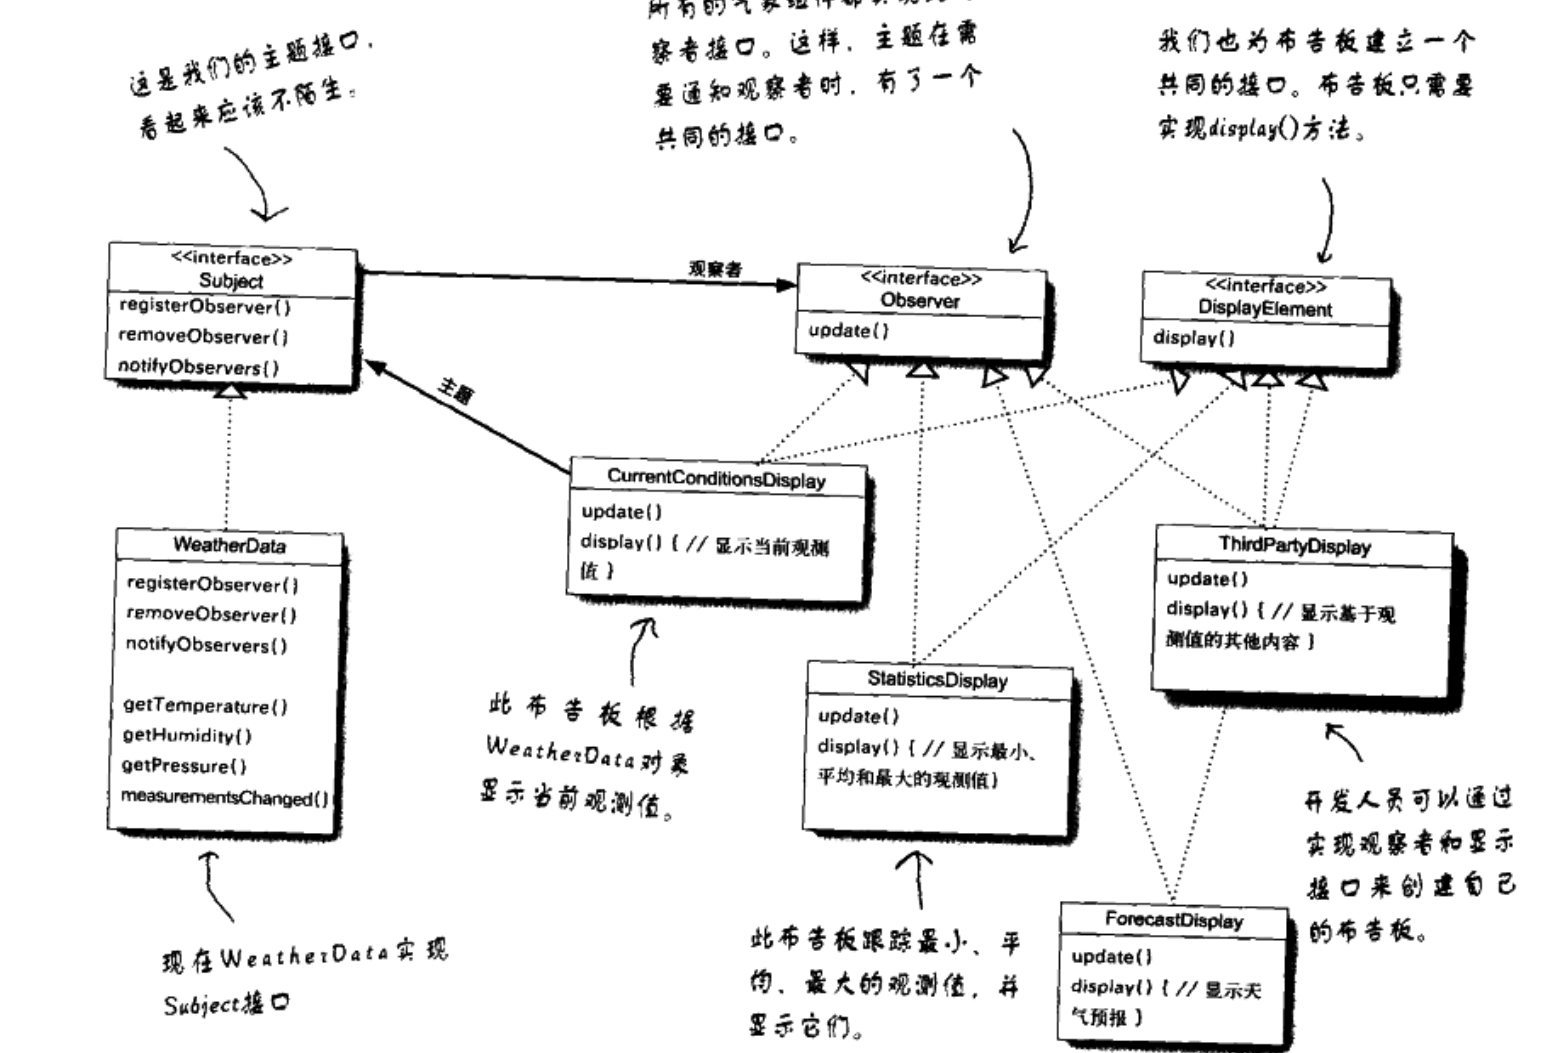 这是我们的主题接口，
看起来应该不陌生。
察者接口。这样，主题在需
要通知观察者时，有了一个
共同的接口。
我们也为布告板建立一个
共同的接口。布告板只需要
实现display()方法。
<<interface>>
Subject
registerObserver()
removeObserver()
notifyObservers()
观察者
<<interface>>
Observer
update()
<<interface>>
DisplayElement
display()
主题
CurrentConditionsDisplay
update()
display() { // 显示当前观测
值 }
WeatherData
registerObserver()
removeObserver()
notifyObservers()
getTemperature()
getHumidity()
getPressure()
measurementsChanged()
ThirdPartyDisplay
update()
display() { // 显示基于观
测值的其他内容 }
此布告板根据
WeatherData对象
显示当前观测值。
StatisticsDisplay
update()
display() { // 显示最小、
平均和最大的观测值}
开发人员可以通过
实现观察者和显示
接口来创建自己
的布告板。
现在WeatherData实现
Subject接口
此布告板跟踪最小、平
均、最大的观测值，并
显示它们。
ForecastDisplay
update()
display() { // 显示天
气预报 }